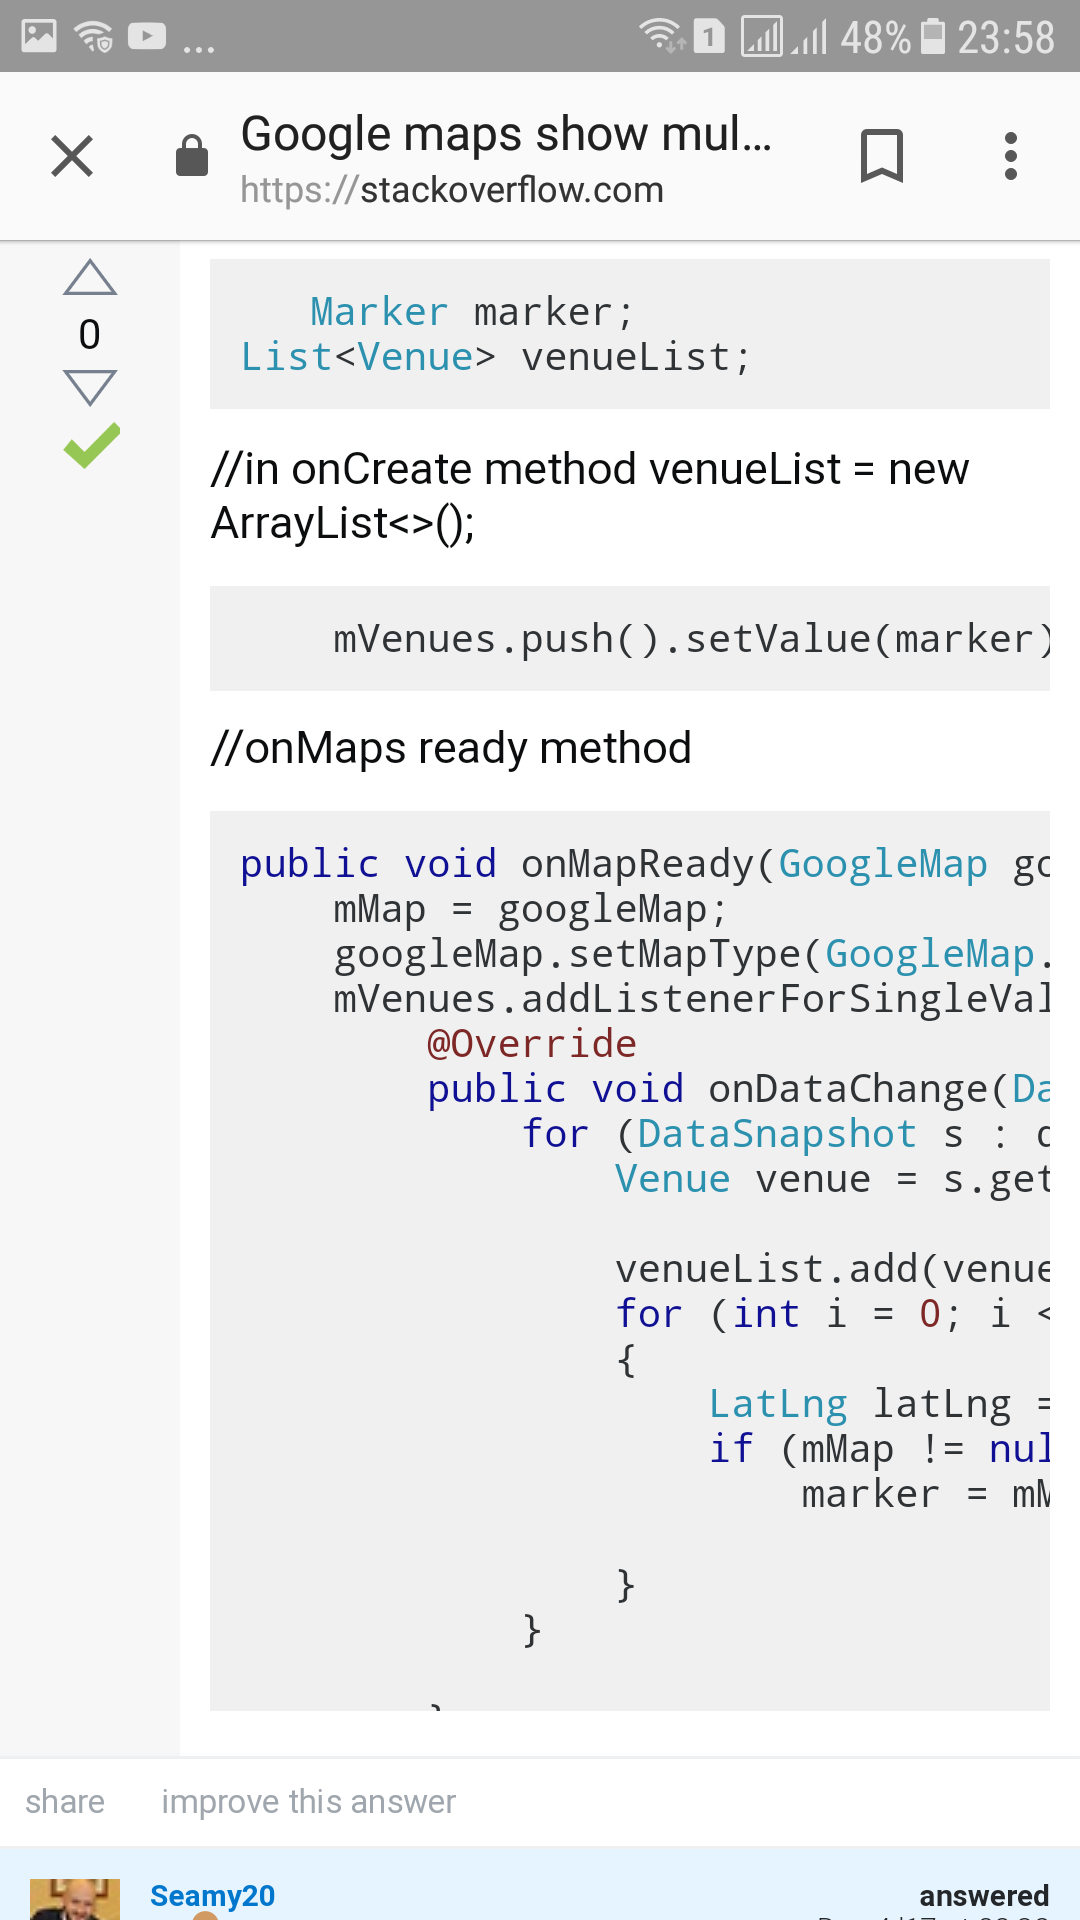 48% 23:58
Google maps show mul...
https://stackoverflow.com
Marker marker;
List<Venue> venueList;
0
//in onCreate method venueList = new
ArrayList<>();
mVenues.push().setValue(marker)
//onMaps ready method
public void onMapReady(GoogleMap go
mMap = googleMap;
googleMap.setMapType(GoogleMap.
mVenues.addListenerForSingleVal
@Override
public void onDataChange(Da
for (DataSnapshot s : d
Venue venue = s.get
venueList.add(venue
for (int i = 0; i <
{
LatLng latLng =
if (mMap != nul
marker = mM
}
}
share improve this answer
Seamy20
answered